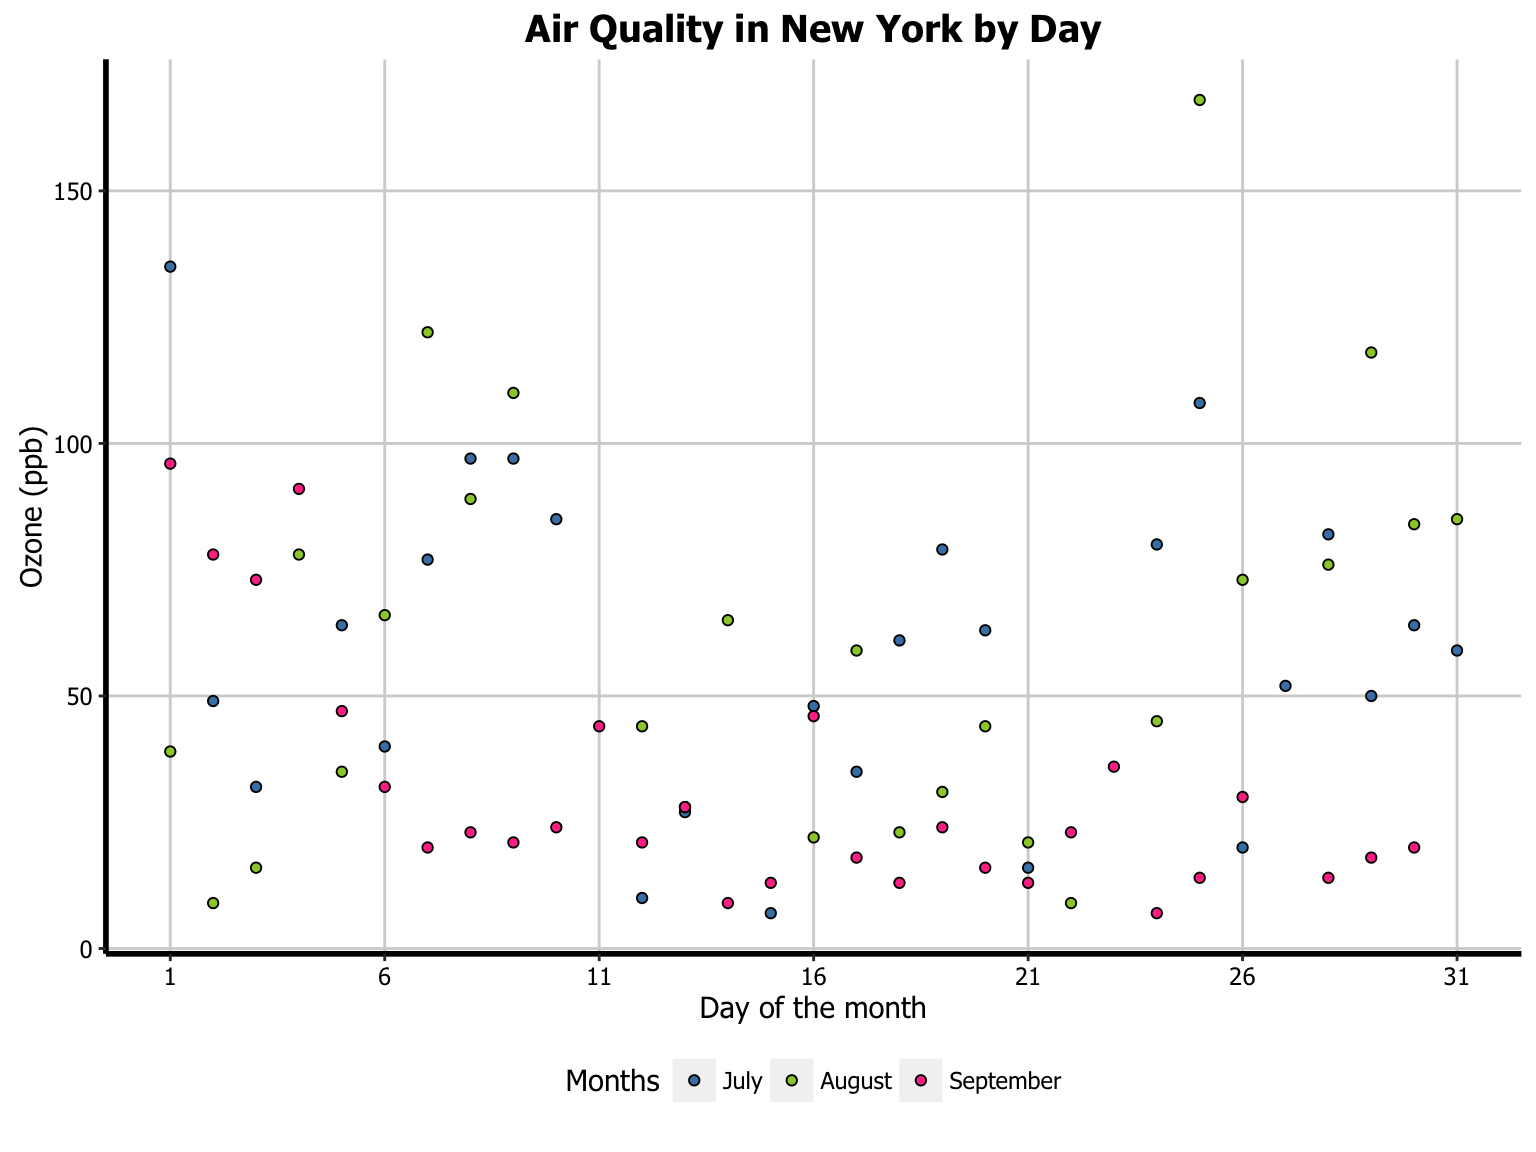 Air Quality in New York by Day
Ozone (ppb)
150
100
50
0
1 6 11 16 21 26 31
Day of the month
Months July August September